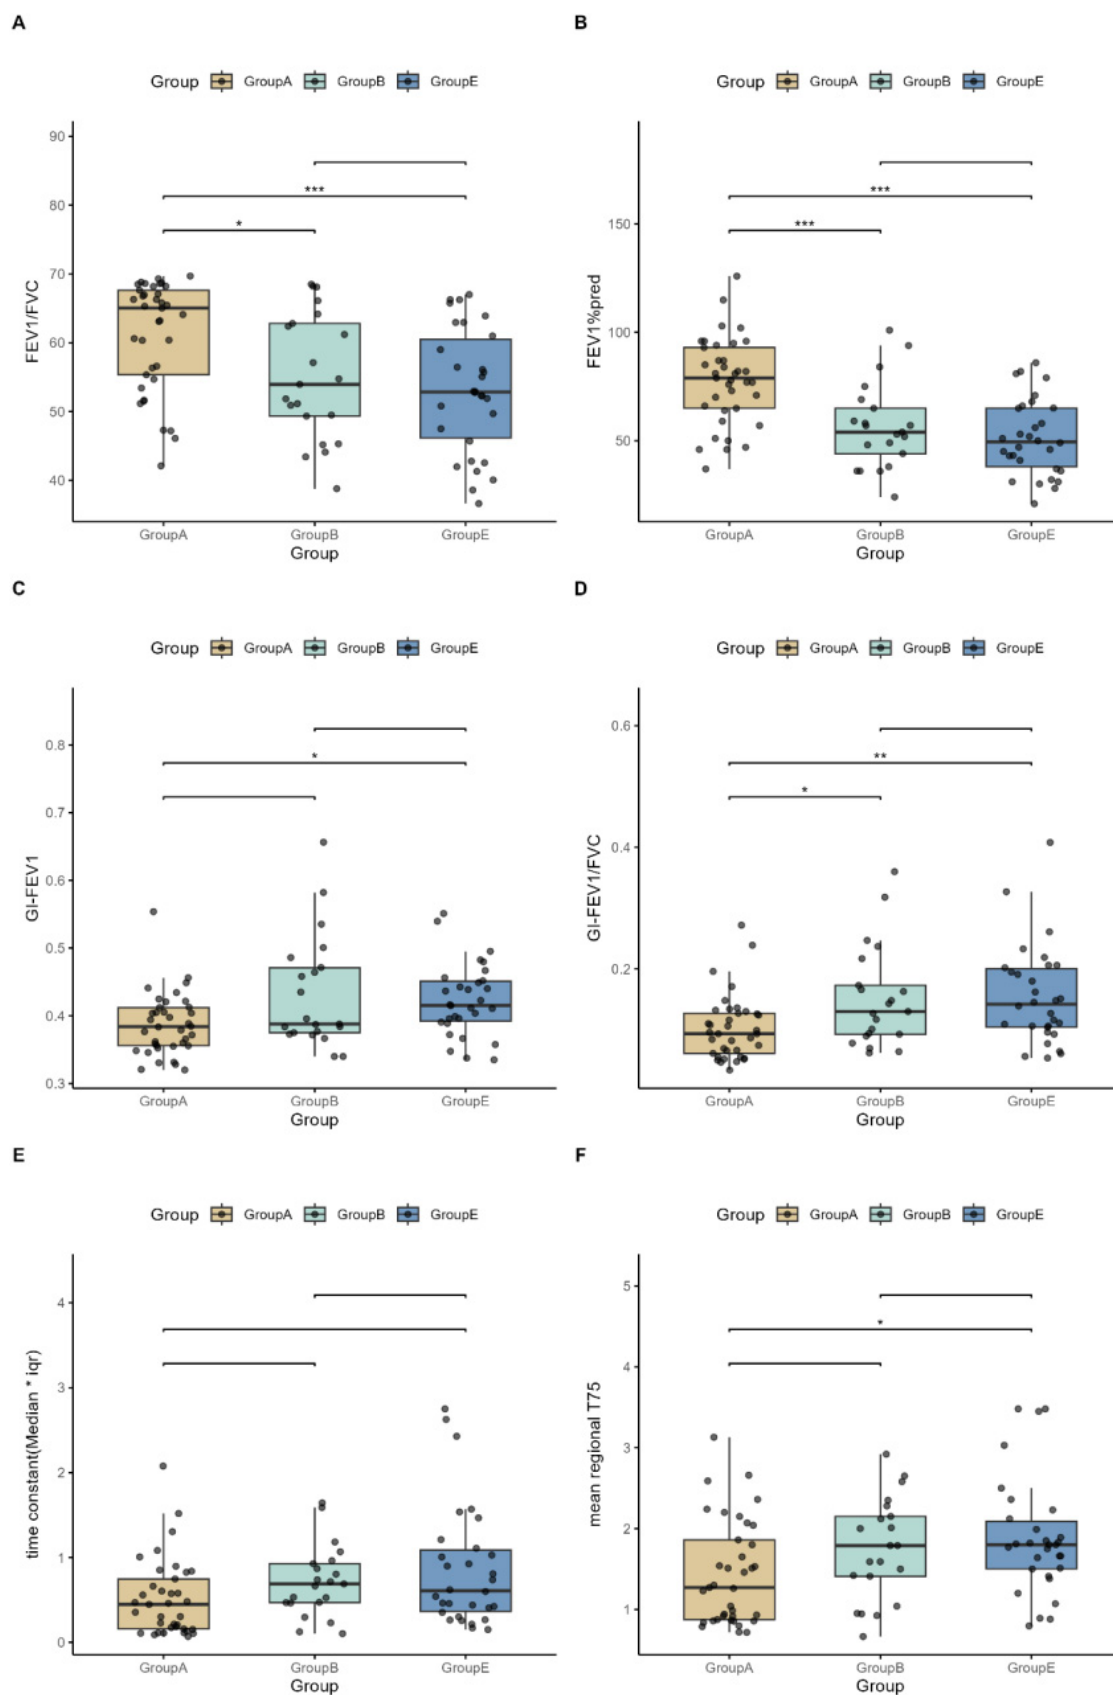 A
B
Group GroupA GroupB GroupE
Group GroupA GroupB GroupE
90
80
70
60
50
40
FEV1/FVC
***
*
GroupA GroupB GroupE
Group
150
100
50
FEV1%pred
***
***
GroupA GroupB GroupE
Group
C
D
Group GroupA GroupB GroupE
Group GroupA GroupB GroupE
0.8
0.7
0.6
0.5
0.4
0.3
GI-FEV1
*
GroupA GroupB GroupE
Group
0.6
0.4
0.2
GI-FEV1/FVC
**
*
GroupA GroupB GroupE
Group
E
F
Group GroupA GroupB GroupE
Group GroupA GroupB GroupE
4
3
2
1
0
time constant(Median * iqr)
GroupA GroupB GroupE
Group
5
4
3
2
1
mean regional T75
*
GroupA GroupB GroupE
Group